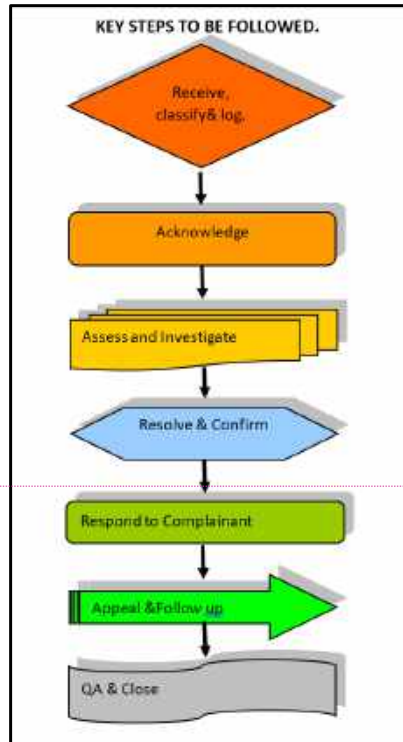 KEY STEPS TO BE FOLLOWED.
Receive,
classify& log.
Acknowledge
Assess and Investigate
Resolve & Confirm
Respond to Complainant
Appeal &Follow up
QA & Close